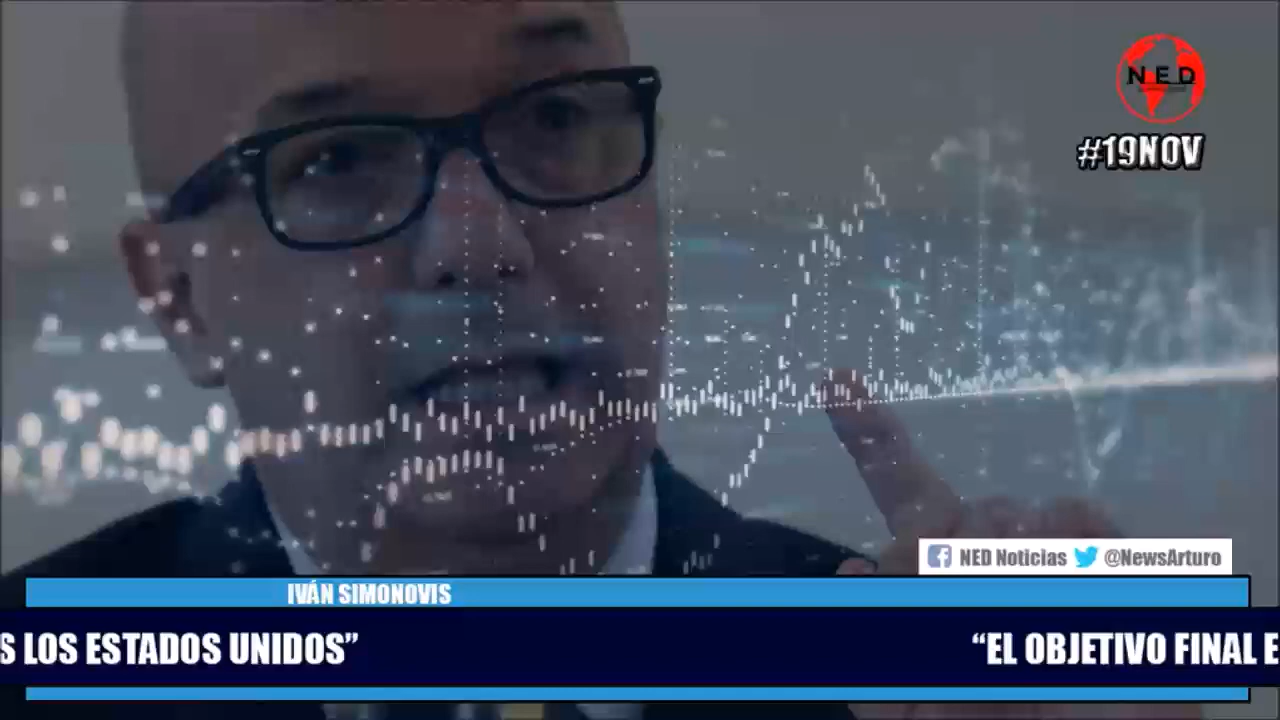 NED
#19NOV
NED Noticias @NewsArturo
IVÁN SIMONOVIS
S LOS ESTADOS UNIDOS” “EL OBJETIVO FINAL E